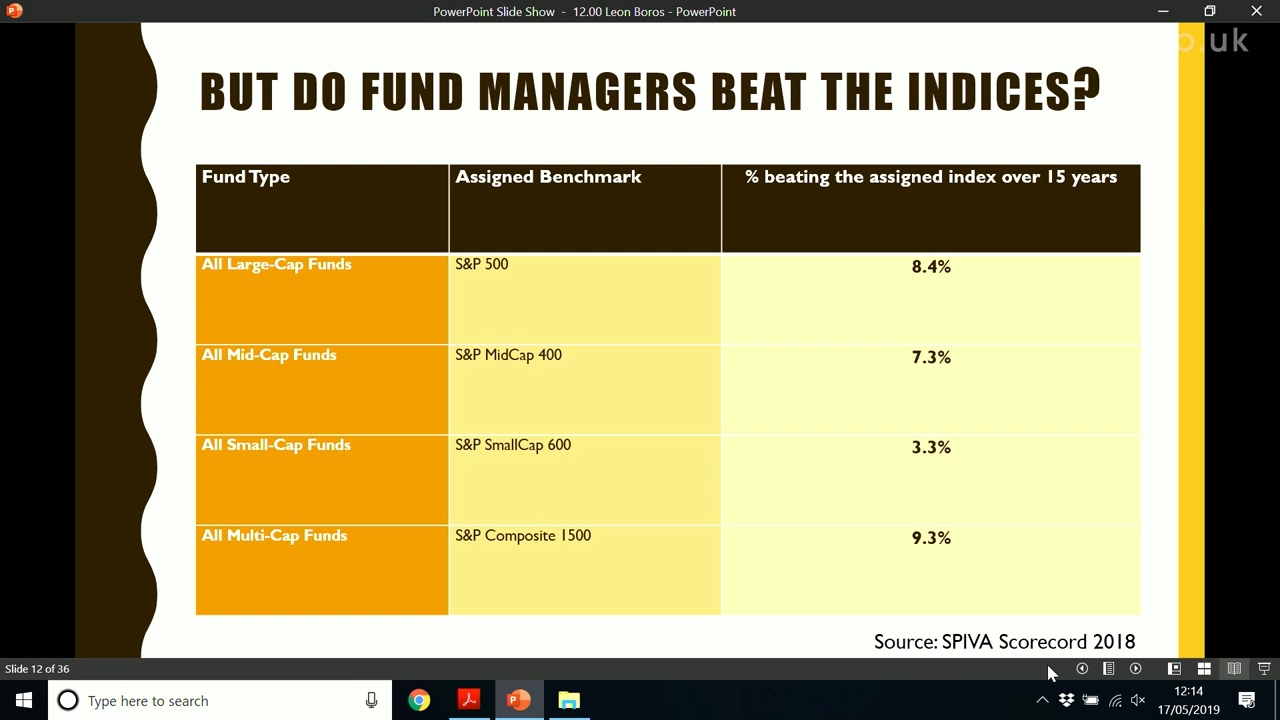 PowerPoint Slide Show - 12.00 Leon Boros - PowerPoint
o.uk
BUT DO FUND MANAGERS BEAT THE INDICES?
Fund Type Assigned Benchmark % beating the assigned index over 15 years
All Large-Cap Funds S&P 500 8.4%
All Mid-Cap Funds S&P MidCap 400 7.3%
All Small-Cap Funds S&P SmallCap 600 3.3%
All Multi-Cap Funds S&P Composite 1500 9.3%
Source: SPIVA Scorecord 2018
Slide 12 of 36
Type here to search
12:14
17/05/2019